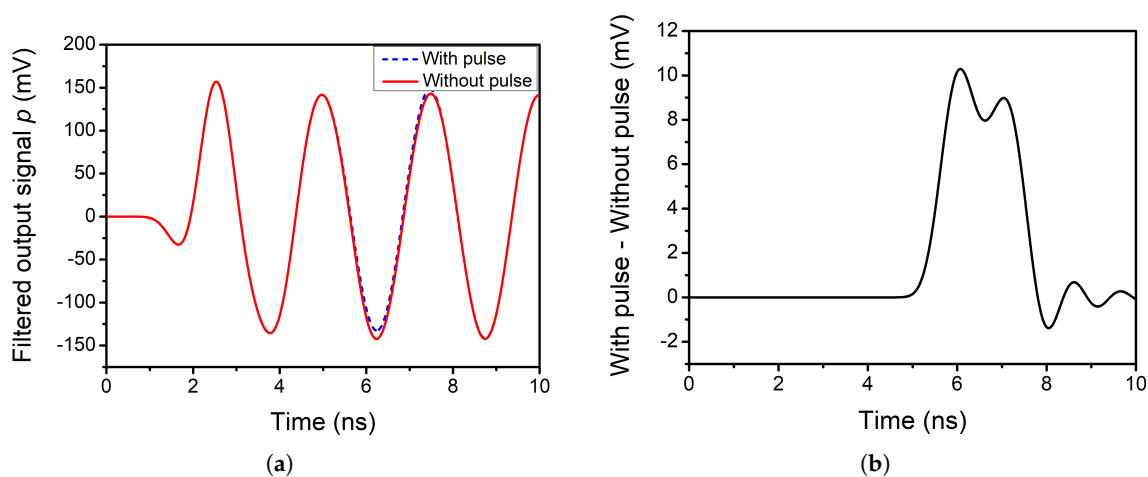 200
150
100
50
0
-50
-100
-150
0 2 4 6 8 10
Filtered output signal p (mV)
Time (ns)
With pulse
Without pulse
(a)
12
10
8
6
4
2
0
-2
0 2 4 6 8 10
With pulse - Without pulse (mV)
Time (ns)
(b)